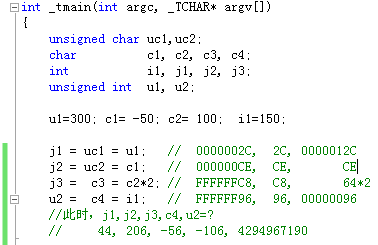 int _tmain(int argc, _TCHAR* argv[])
{
unsigned char uc1,uc2;
char c1, c2, c3, c4;
int i1, j1, j2, j3;
unsigned int u1, u2;
u1=300; c1= -50; c2= 100; i1=150;
j1 = uc1 = u1; // 0000002C, 2C, 0000012C
j2 = uc2 = c1; // 000000CE, CE, CE
j3 = c3 = c2*2; // FFFFFFC8, C8, 64*2
u2 = c4 = i1; // FFFFFF96, 96, 00000096
//此时, j1,j2,j3,c4,u2=?
// 44, 206, -56, -106, 4294967190